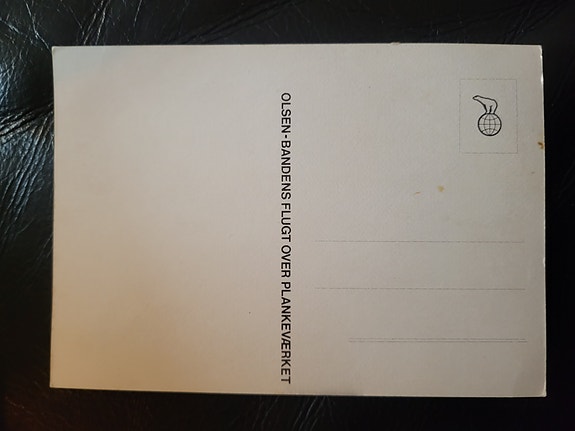 OLSEN-BANDENS FLUGT OVER PLANKEVÆRKET